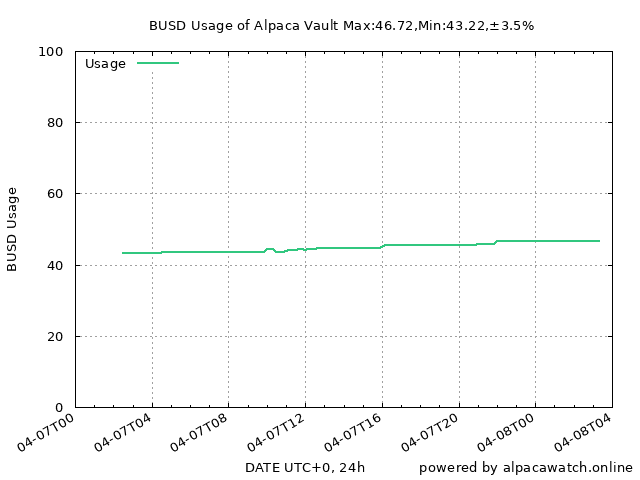 BUSD Usage of Alpaca Vault Max:46.72,Min:43.22,±3.5%
100
Usage
80
60
40
20
0
BUSD Usage
04-07T00
04-07T04
04-07T08
04-07T12
04-07T16
04-07T20
04-08T00
04-08T04
DATE UTC+0, 24h
powered by alpacawatch.online